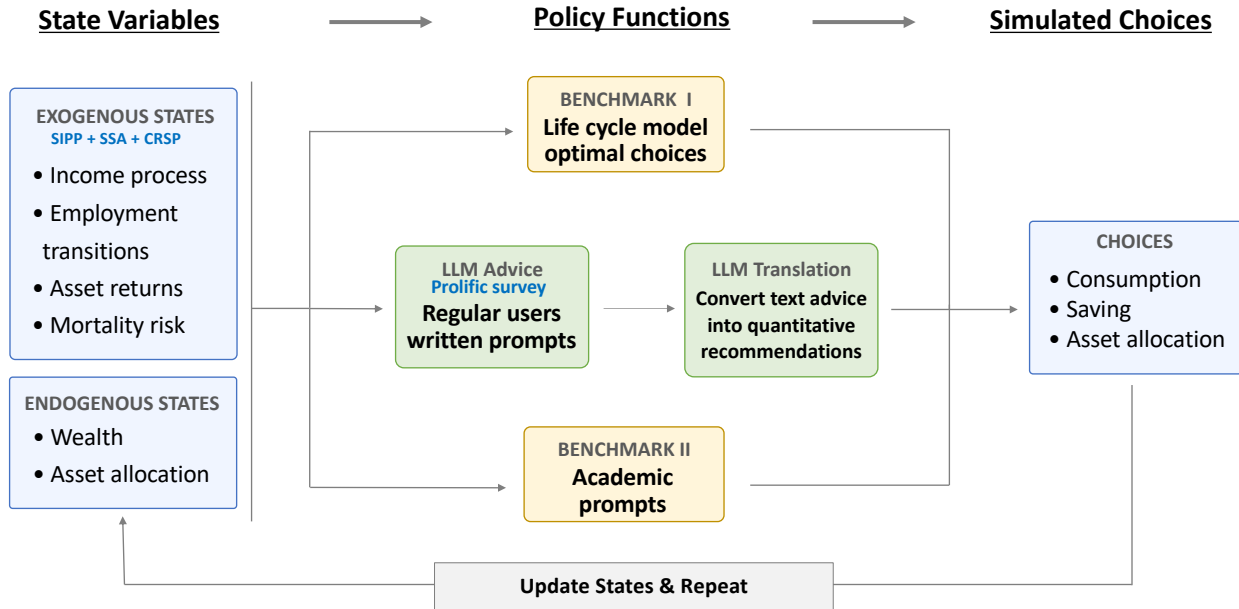 State Variables
Policy Functions
Simulated Choices
EXOGENOUS STATES
SIPP + SSA + CRSP
• Income process
• Employment
transitions
• Asset returns
• Mortality risk
ENDOGENOUS STATES
• Wealth
• Asset allocation
BENCHMARK I
Life cycle model
optimal choices
LLM Advice
Prolific survey
Regular users
written prompts
LLM Translation
Convert text advice
into quantitative
recommendations
BENCHMARK II
Academic
prompts
CHOICES
• Consumption
• Saving
• Asset allocation
Update States & Repeat